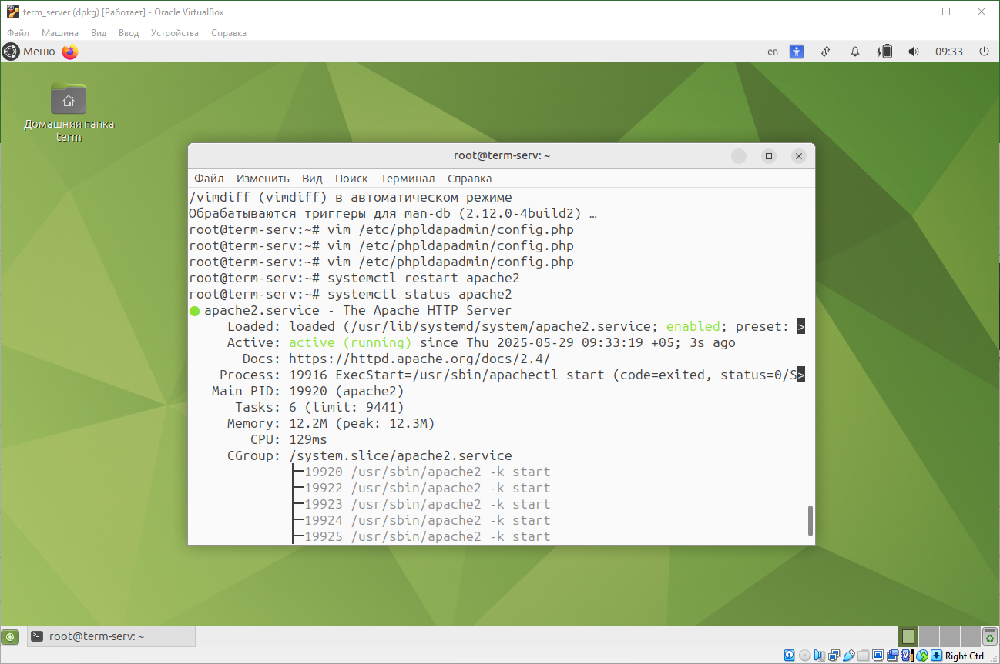 term_server (dpkg) [Работает] - Oracle VirtualBox
Файл Машина Вид Ввод Устройства Справка
Меню en 09:33
Домашняя папка
term
root@term-serv: ~
Файл Изменить Вид Поиск Терминал Справка
/vimdiff (vimdiff) в автоматическом режиме
Обрабатываются триггеры для man-db (2.12.0-4build2) …
root@term-serv:~# vim /etc/phpldapadmin/config.php
root@term-serv:~# vim /etc/phpldapadmin/config.php
root@term-serv:~# vim /etc/phpldapadmin/config.php
root@term-serv:~# systemctl restart apache2
root@term-serv:~# systemctl status apache2
● apache2.service - The Apache HTTP Server
Loaded: loaded (/usr/lib/systemd/system/apache2.service; enabled; preset: >
Active: active (running) since Thu 2025-05-29 09:33:19 +05; 3s ago
Docs: https://httpd.apache.org/docs/2.4/
Process: 19916 ExecStart=/usr/sbin/apachectl start (code=exited, status=0/S>
Main PID: 19920 (apache2)
Tasks: 6 (limit: 9441)
Memory: 12.2M (peak: 12.3M)
CPU: 129ms
CGroup: /system.slice/apache2.service
├─19920 /usr/sbin/apache2 -k start
├─19922 /usr/sbin/apache2 -k start
├─19923 /usr/sbin/apache2 -k start
├─19924 /usr/sbin/apache2 -k start
├─19925 /usr/sbin/apache2 -k start
root@term-serv: ~
Right Ctrl